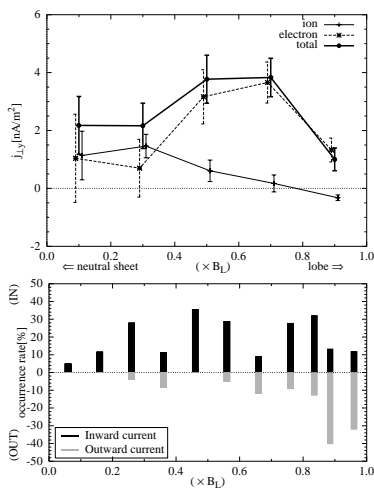 ion
electron
total
6
4
2
0
-2
j⊥y[nA/m²]
0.0 0.2 0.4 0.6 0.8 1.0
⇐ neutral sheet (×B_L) lobe ⇒
50
40
30
20
10
0
-10
-20
-30
-40
-50
(OUT) occurrence rate[%] (IN)
Inward current
Outward current
0.0 0.2 0.4 0.6 0.8 1.0
(×B_L)